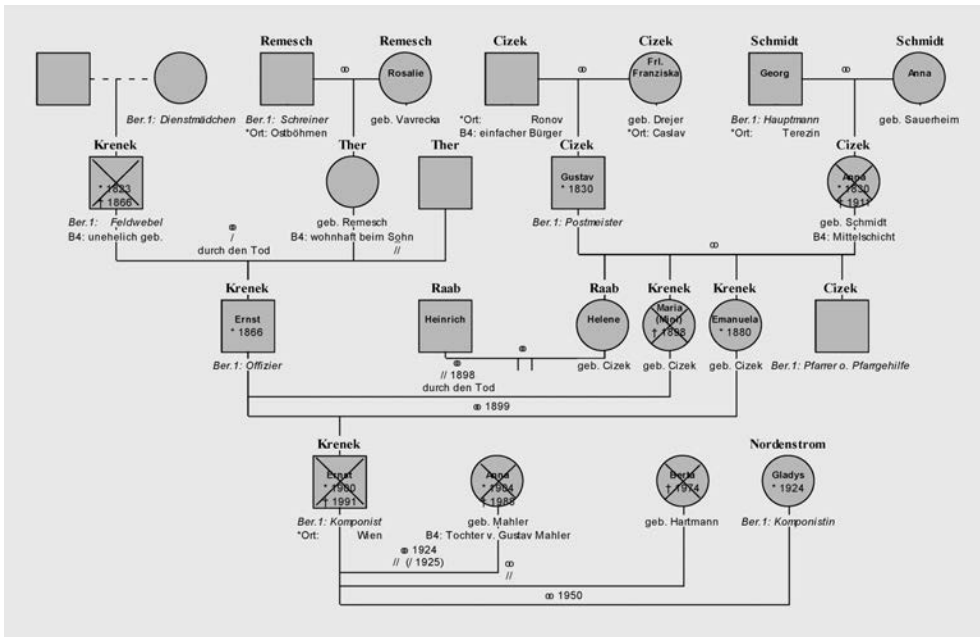 Remesch Remesch Cizek Cizek Schmidt Schmidt
Rosalie Frl. Franziska Georg Anna
Ber.1: Dienstmädchen Ber.1: Schreiner geb. Vavrecka *Ort: Ronov geb. Drejer Ber.1: Hauptmann geb. Sauerheim
*Ort: Ostböhmen B4: einfacher Bürger *Ort: Caslav *Ort: Terezin
Krenek Ther Ther Cizek Cizek
* 1823 Gustav Anna
† 1866 * 1830 * 1830
† 1911
Ber.1: Feldwebel geb. Remesch Ber.1: Postmeister geb. Schmidt
B4: unehelich geb. B4: wohnhaft beim Sohn B4: Mittelschicht
⚭ / ⚭ //
durch den Tod
Krenek Raab Raab Krenek Krenek Cizek
Ernst Heinrich Helene Maria (Mini) Emanuela
* 1866 † 1898 * 1880
Ber.1: Offizier geb. Cizek geb. Cizek geb. Cizek Ber.1: Pfarrer o. Pfarrgehilfe
⚭ ⚭
// 1898
durch den Tod
⚭ 1899
Krenek Nordenstrom
Ernst Anna Berta Gladys
* 1900 * 1904 † 1974 * 1924
† 1991 † 1988
Ber.1: Komponist geb. Mahler geb. Hartmann Ber.1: Komponistin
*Ort: Wien B4: Tochter v. Gustav Mahler
⚭ 1924 ⚭
// (/ 1925) //
⚭ 1950